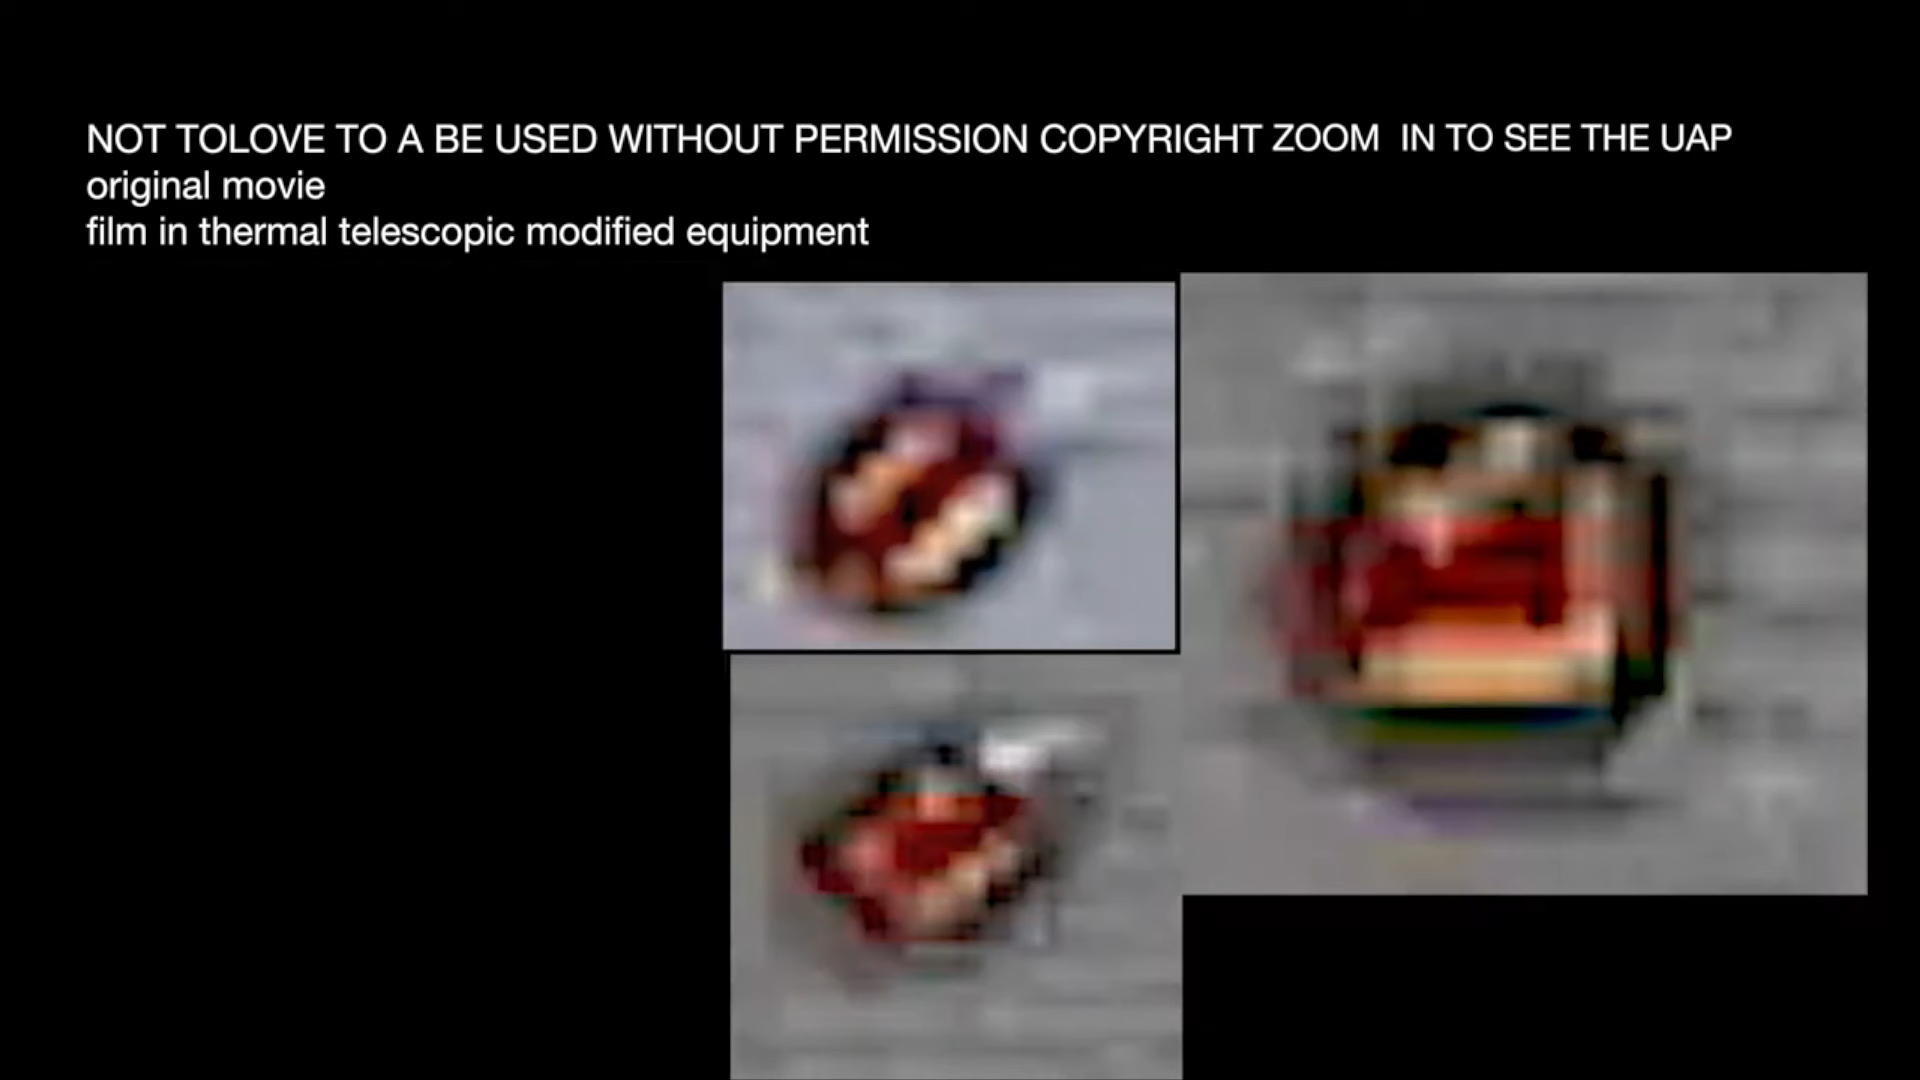 NOT TOLOVE TO A BE USED WITHOUT PERMISSION COPYRIGHT ZOOM  IN TO SEE THE UAP
original movie
film in thermal telescopic modified equipment